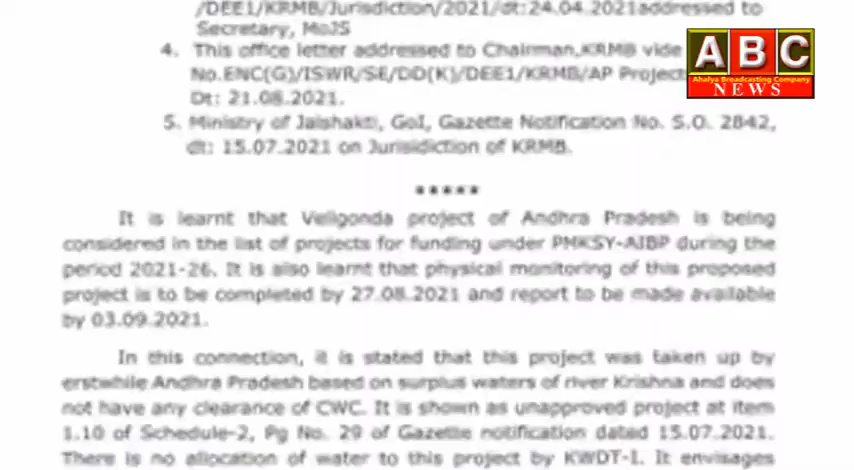 /DEE1/KRMB/Jurisdiction/2021/dt:24.04.2021addressed to
Secretary, MoJS
4. This office letter addressed to Chairman,KRMB vide
No.ENC(G)/ISWR/SE/DD(K)/DEE1/KRMB/AP Project
Dt: 21.08.2021.
5. Ministry of Jalshakti, GoI, Gazette Notification No. S.O. 2842,
dt: 15.07.2021 on Jurisidiction of KRMB.
*****
It is learnt that Veligonda project of Andhra Pradesh is being
considered in the list of projects for funding under PMKSY-AIBP during the
period 2021-26. It is also learnt that physical monitoring of this proposed
project is to be completed by 27.08.2021 and report to be made available
by 03.09.2021.
In this connection, it is stated that this project was taken up by
erstwhile Andhra Pradesh based on surplus waters of river Krishna and does
not have any clearance of CWC. It is shown as unapproved project at item
1.10 of Schedule-2, Pg No. 29 of Gazette notification dated 15.07.2021.
There is no allocation of water to this project by KWDT-I. It envisages
ABC
Ahalya Broadcasting Company
NEWS